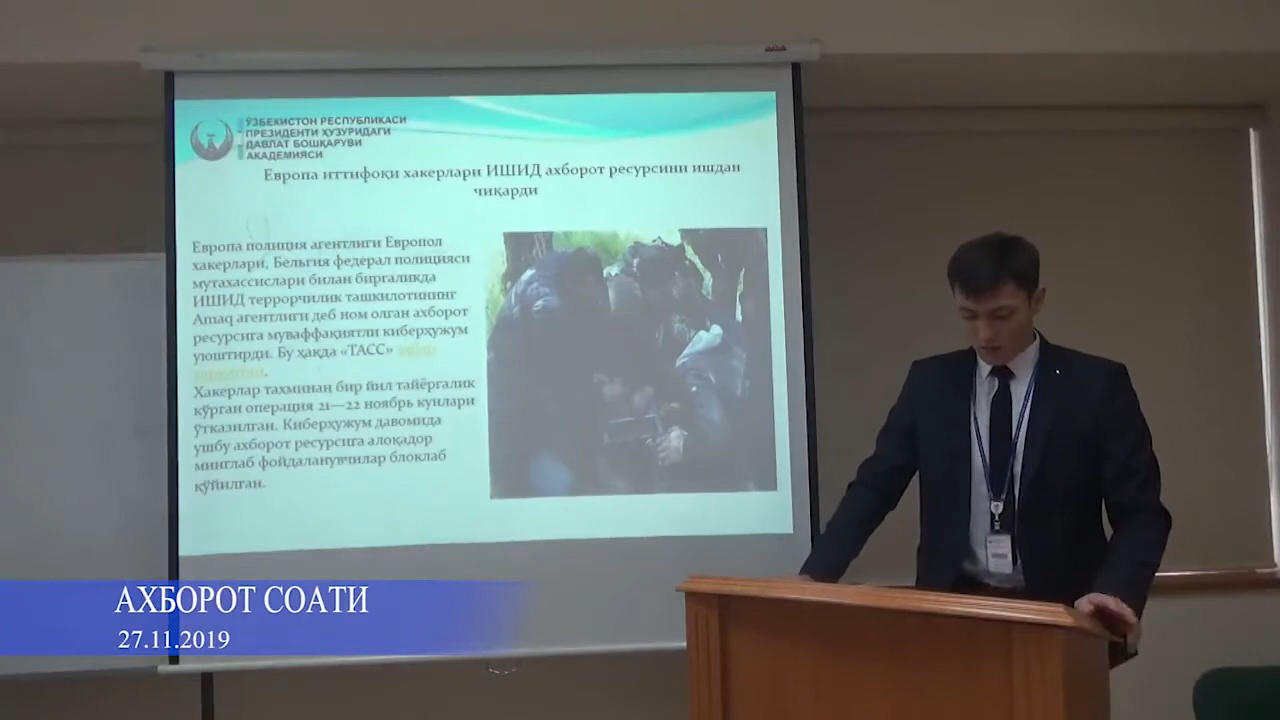 ЎЗБЕКИСТОН РЕСПУБЛИКАСИ
ПРЕЗИДЕНТИ ҲУЗУРИДАГИ
ДАВЛАТ БОШҚАРУВИ
АКАДЕМИЯСИ
Европа иттифоқи хакерлари ИШИД ахборот ресурсини ишдан
чиқарди
Европа полиция агентлиги Европол
хакерлари, Бельгия федерал полицияси
мутахассислари билан биргаликда
ИШИД террорчилик ташкилотининг
Amaq агентлиги деб ном олган ахборот
ресурсига муваффақиятли киберҳужум
уюштирди. Бу ҳақда «ТАСС»
Хакерлар тахминан бир йил тайёргалик
кўрган операция 21—22 ноябрь кунлари
ўтказилган. Киберҳужум давомида
ушбу ахборот ресурсига алоқадор
минглаб фойдаланувчилар блоклаб
қўйилган.
АХБОРОТ СОАТИ
27.11.2019